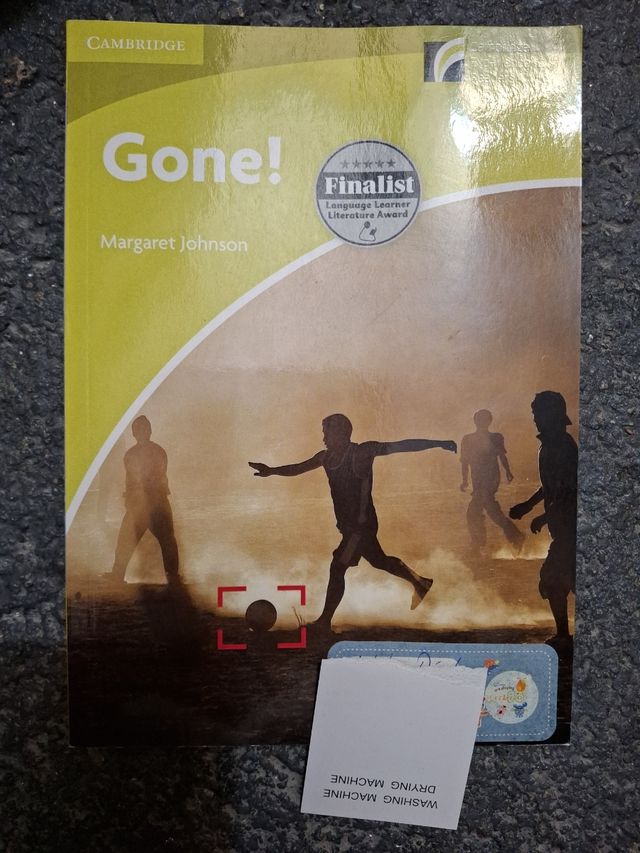 CAMBRIDGE
Gone!
Finalist
Language Learner
Literature Award
Margaret Johnson
WASHING MACHINE
DRYING MACHINE